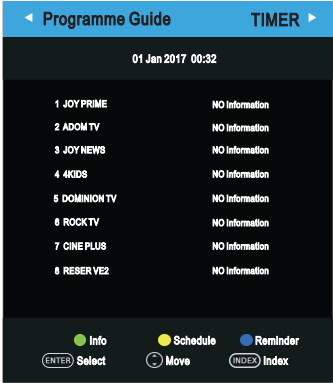 Programme Guide TIMER
01 Jan 2017 00:32
1 JOY PRIME NO Information
2 ADOM TV NO Information
3 JOY NEWS NO Information
4 4KIDS NO Information
5 DOMINION TV NO Information
6 ROCK TV NO Information
7 CINE PLUS NO Information
8 RESER VE2 NO Information
Info Schedule Reminder
ENTER Select Move INDEX Index